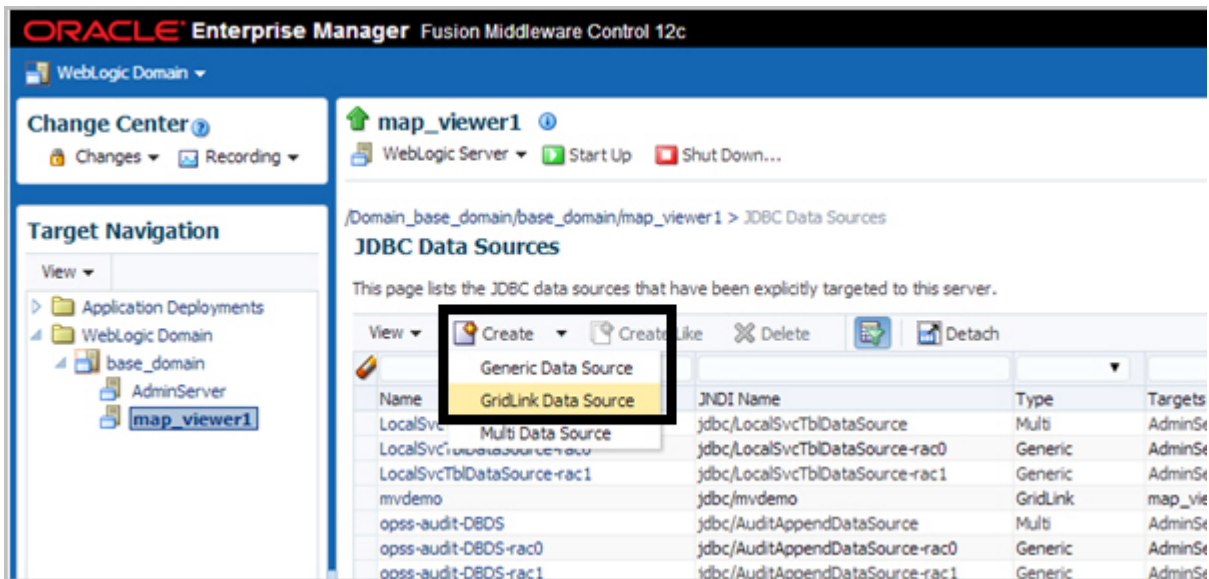 ORACLE Enterprise Manager Fusion Middleware Control 12c
WebLogic Domain
Change Center
Changes Recording
Target Navigation
View
Application Deployments
WebLogic Domain
base_domain
AdminServer
map_viewer1
map_viewer1
WebLogic Server Start Up Shut Down...
/Domain_base_domain/base_domain/map_viewer1 > JDBC Data Sources
JDBC Data Sources
This page lists the JDBC data sources that have been explicitly targeted to this server.
View Create Create Like Delete Detach
Generic Data Source
GridLink Data Source
Multi Data Source
Name JNDI Name Type Targets
LocalSvc jdbc/LocalSvcTblDataSource Multi AdminSe
LocalSvcTblDataSource-rac0 jdbc/LocalSvcTblDataSource-rac0 Generic AdminSe
LocalSvcTblDataSource-rac1 jdbc/LocalSvcTblDataSource-rac1 Generic AdminSe
mvdemo jdbc/mvdemo GridLink map_vie
opss-audit-DBDS jdbc/AuditAppendDataSource Multi AdminSe
opss-audit-DBDS-rac0 jdbc/AuditAppendDataSource-rac0 Generic AdminSe
opss-audit-DBDS-rac1 jdbc/AuditAppendDataSource-rac1 Generic AdminSe